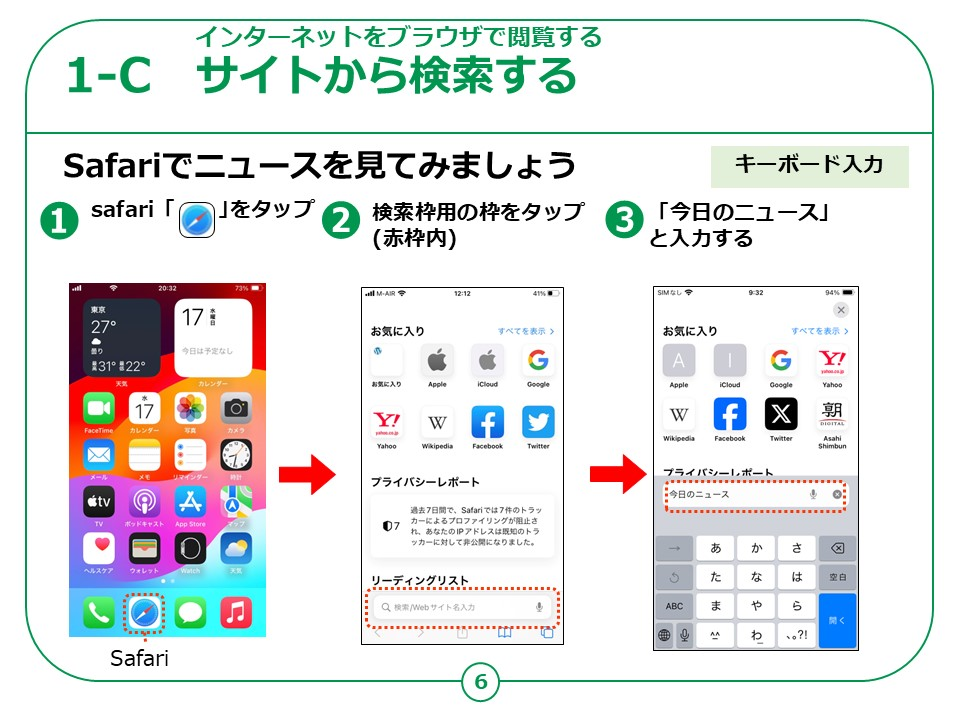 インターネットをブラウザで閲覧する
1-C サイトから検索する
Safariでニュースを見てみましょう
キーボード入力
1 safari「 」をタップ
2 検索枠用の枠をタップ
(赤枠内)
3 「今日のニュース」
と入力する
20:32 73%
東京
27°
曇り
最高31° 最低22°
天気
17 水曜日
今日は予定なし
カレンダー
水
17
FaceTime カレンダー 写真 カメラ
メール メモ リマインダー 時計
tv
TV ポッドキャスト App Store マップ
ヘルスケア ウォレット Watch 天気
Safari
M-AIR 12:12 41%
お気に入り すべてを表示 >
お気に入り Apple iCloud Google
Y! yahoo.co.jp W
Yahoo Wikipedia Facebook Twitter
プライバシーレポート
7
過去7日間で、Safariでは7件のトラッ
カーによるプロファイリングが阻止さ
れ、あなたのIPアドレスは既知のトラ
ッカーに対して非公開になりました。
リーディングリスト
検索/Webサイト名入力
SIMなし 9:32 94%
お気に入り すべてを表示 >
A I Y! yahoo.co.jp
Apple iCloud Google Yahoo
W 朝 DIGITAL
Wikipedia Facebook Twitter Asahi
Shimbun
プライバシーレポート
今日のニュース
→ あ か さ
た な は 空白
ABC ま や ら 開く
^^ わ_ 、。?!
6